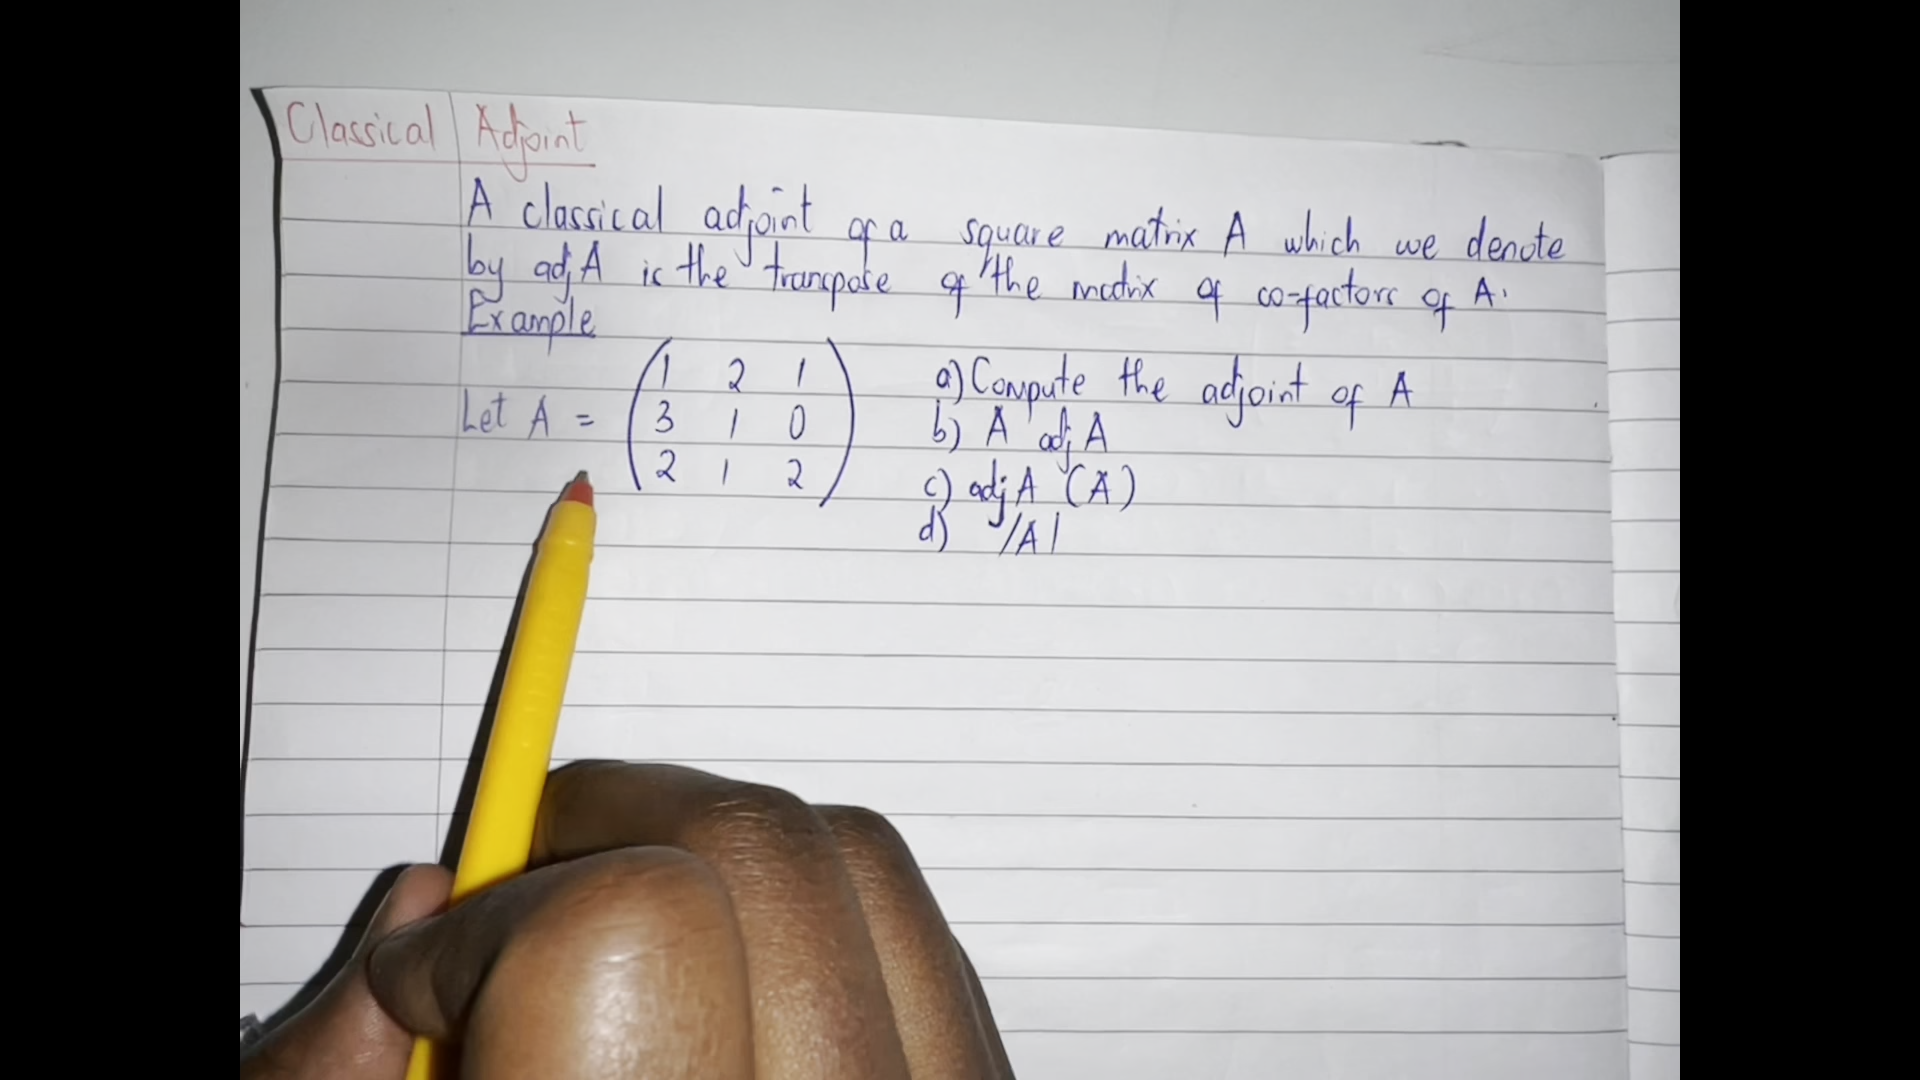 Classical Adjoint
A classical adjoint of a square matrix A which we denote
by adj A is the transpose of the matrix of co-factors of A.
Example
Let A = (1 2 1
3 1 0
2 1 2)
a) Compute the adjoint of A
b) A adj A
c) adj A (A)
d) |A|